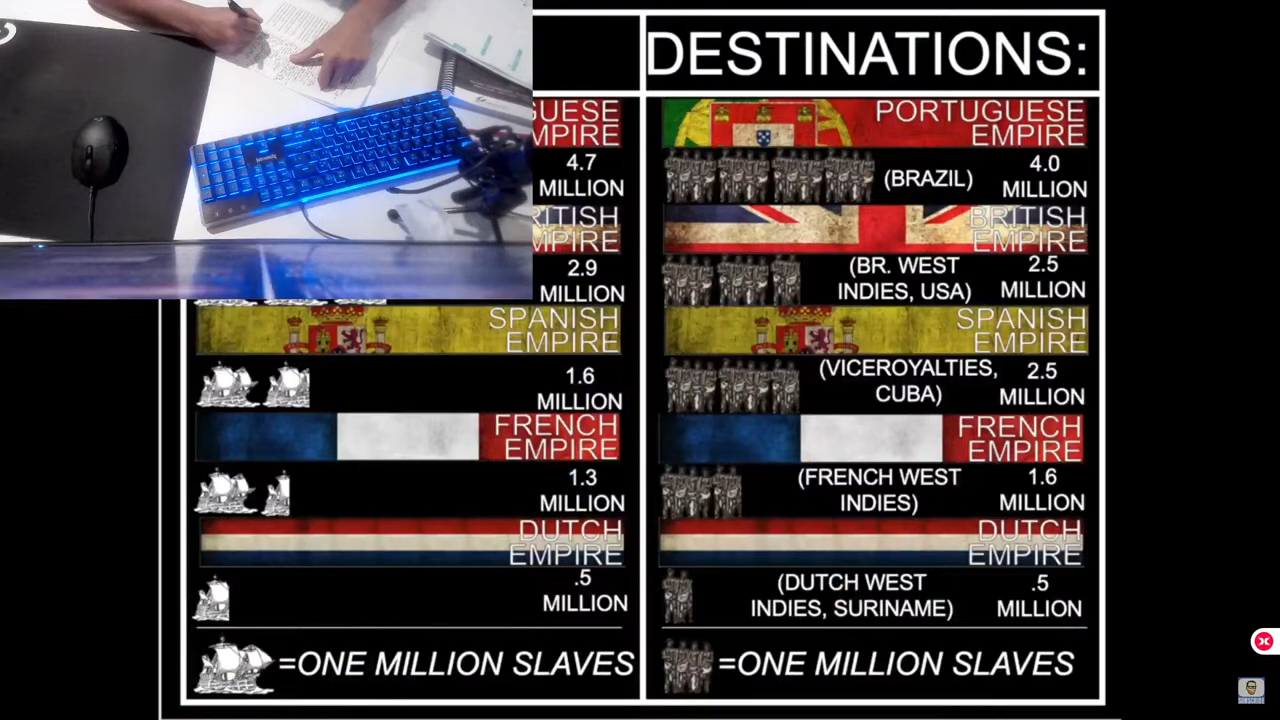 DESTINATIONS:
GUESE
MPIRE
4.7
MILLION
RITISH
MPIRE
2.9
MILLION
SPANISH
EMPIRE
1.6
MILLION
FRENCH
EMPIRE
1.3
MILLION
DUTCH
EMPIRE
.5
MILLION
=ONE MILLION SLAVES
PORTUGUESE
EMPIRE
(BRAZIL)
4.0
MILLION
BRITISH
EMPIRE
(BR. WEST
INDIES, USA)
2.5
MILLION
SPANISH
EMPIRE
(VICEROYALTIES,
CUBA)
2.5
MILLION
FRENCH
EMPIRE
(FRENCH WEST
INDIES)
1.6
MILLION
DUTCH
EMPIRE
(DUTCH WEST
INDIES, SURINAME)
.5
MILLION
=ONE MILLION SLAVES
SUBSCRIBE